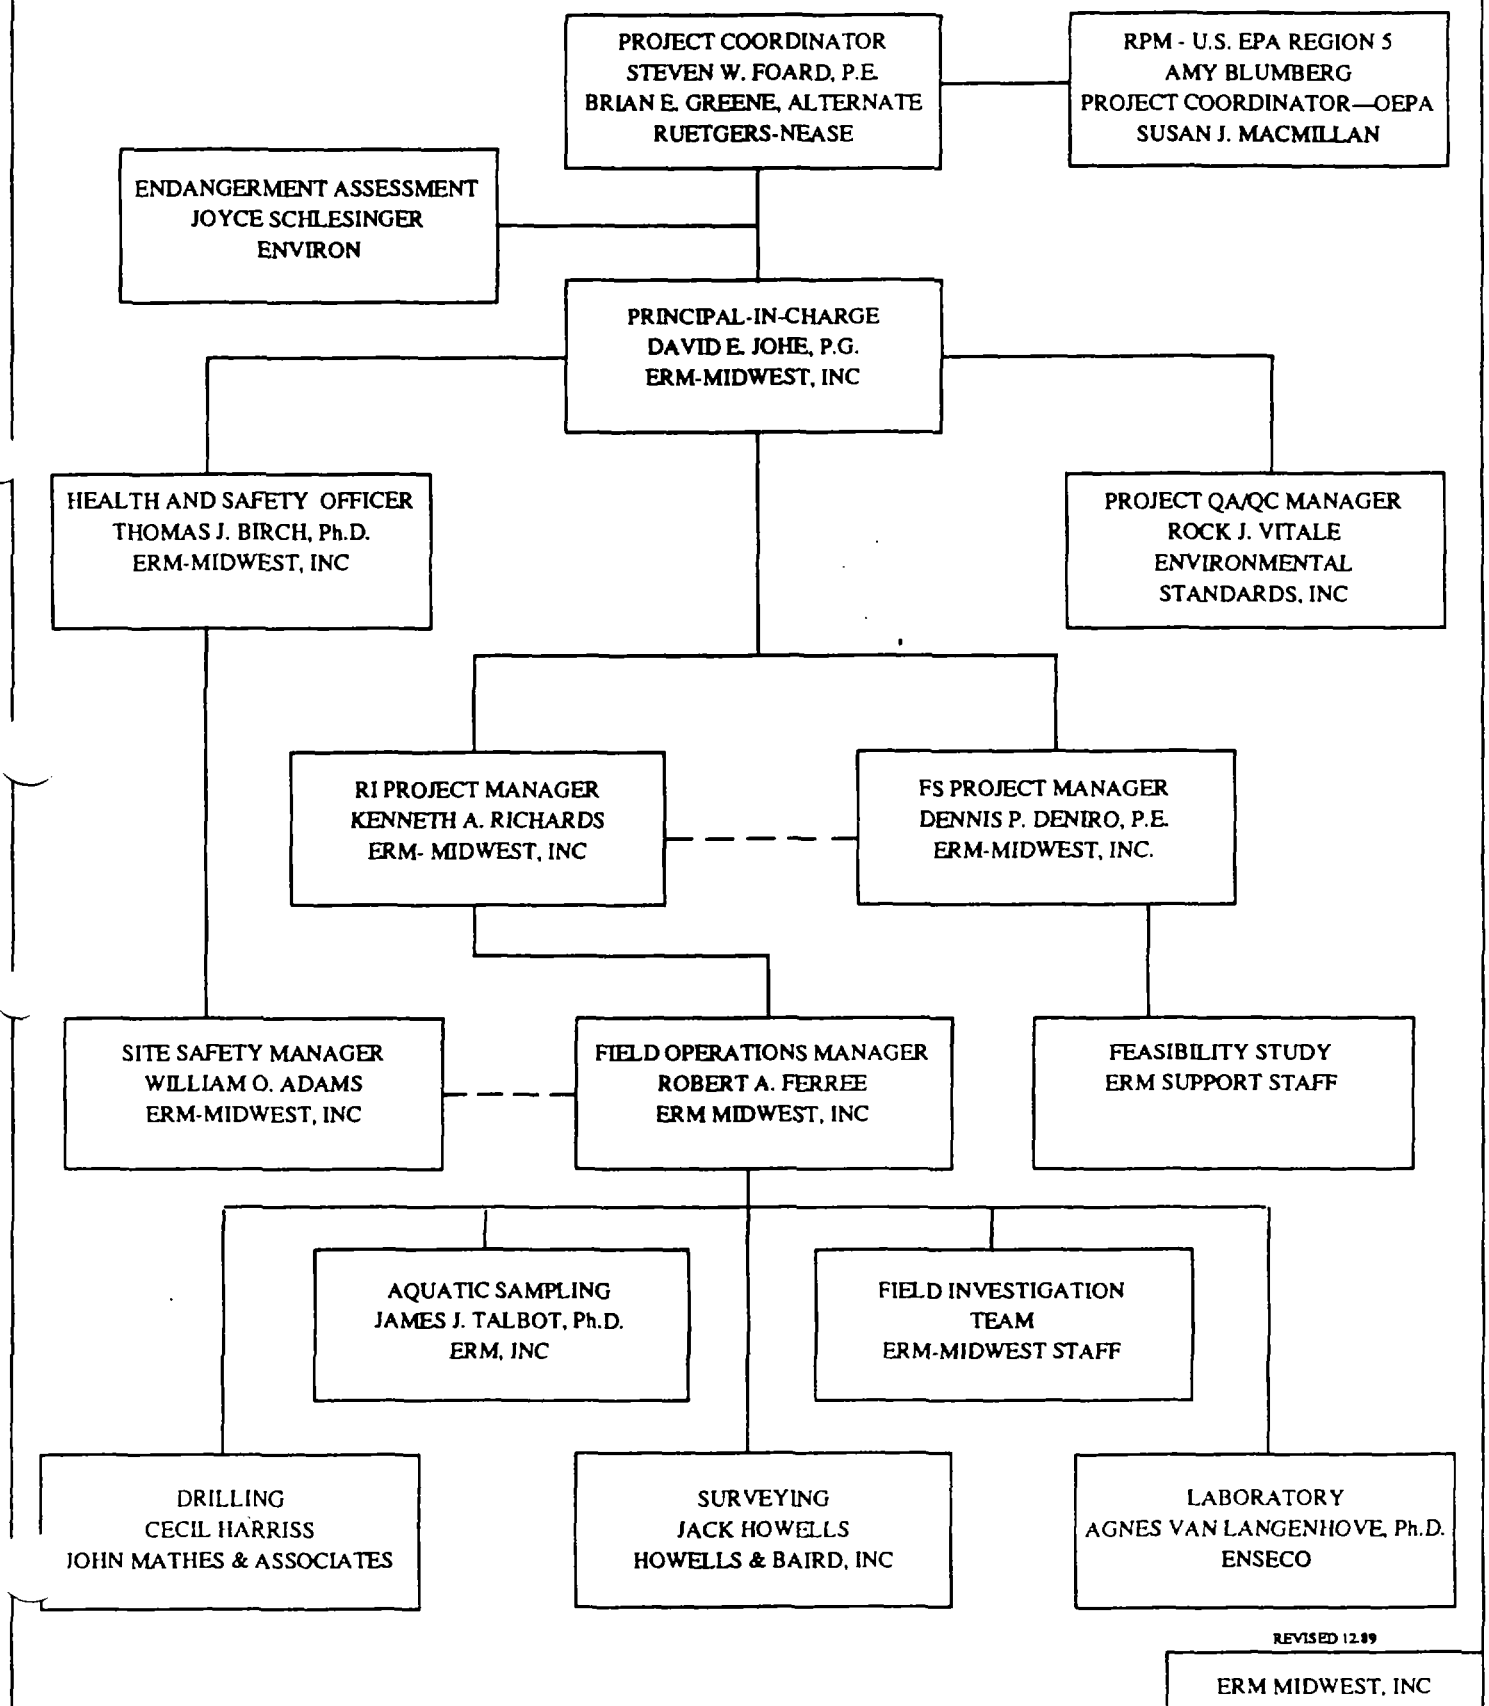 PROJECT COORDINATOR
STEVEN W. FOARD, P.E.
BRIAN E. GREENE, ALTERNATE
RUETGERS-NEASE
RPM - U.S. EPA REGION 5
AMY BLUMBERG
PROJECT COORDINATOR—OEPA
SUSAN J. MACMILLAN
ENDANGERMENT ASSESSMENT
JOYCE SCHLESINGER
ENVIRON
PRINCIPAL-IN-CHARGE
DAVID E. JOHE, P.G.
ERM-MIDWEST, INC
HEALTH AND SAFETY OFFICER
THOMAS J. BIRCH, Ph.D.
ERM-MIDWEST, INC
PROJECT QA/QC MANAGER
ROCK J. VITALE
ENVIRONMENTAL
STANDARDS, INC
RI PROJECT MANAGER
KENNETH A. RICHARDS
ERM- MIDWEST, INC
FS PROJECT MANAGER
DENNIS P. DENIRO, P.E.
ERM-MIDWEST, INC.
SITE SAFETY MANAGER
WILLIAM O. ADAMS
ERM-MIDWEST, INC
FIELD OPERATIONS MANAGER
ROBERT A. FERREE
ERM MIDWEST, INC
FEASIBILITY STUDY
ERM SUPPORT STAFF
AQUATIC SAMPLING
JAMES J. TALBOT, Ph.D.
ERM, INC
FIELD INVESTIGATION
TEAM
ERM-MIDWEST STAFF
DRILLING
CECIL HARRISS
JOHN MATHES & ASSOCIATES
SURVEYING
JACK HOWELLS
HOWELLS & BAIRD, INC
LABORATORY
AGNES VAN LANGENHOVE, Ph.D.
ENSECO
REVISED 12.89
ERM MIDWEST, INC